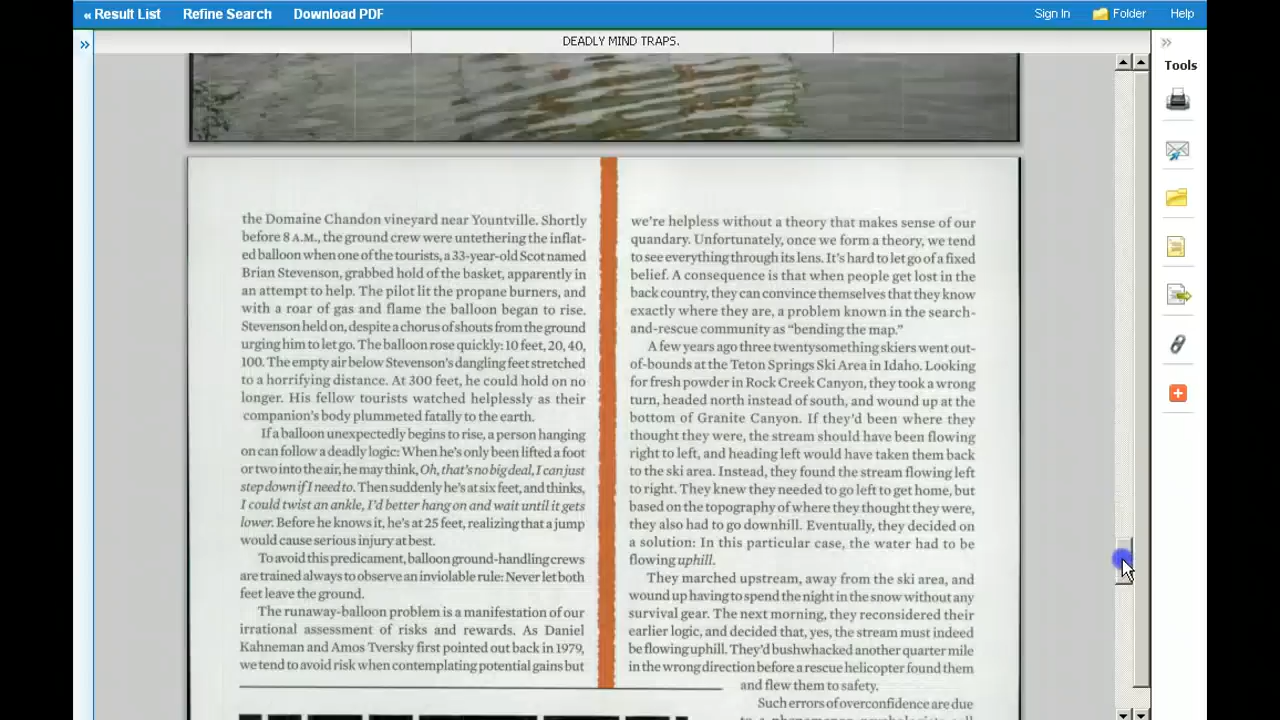 « Result List Refine Search Download PDF Sign In Folder Help
» DEADLY MIND TRAPS. »
Tools
the Domaine Chandon vineyard near Yountville. Shortly
before 8 A.M., the ground crew were untethering the inflat-
ed balloon when one of the tourists, a 33-year-old Scot named
Brian Stevenson, grabbed hold of the basket, apparently in
an attempt to help. The pilot lit the propane burners, and
with a roar of gas and flame the balloon began to rise.
Stevenson held on, despite a chorus of shouts from the ground
urging him to let go. The balloon rose quickly: 10 feet, 20, 40,
100. The empty air below Stevenson's dangling feet stretched
to a horrifying distance. At 300 feet, he could hold on no
longer. His fellow tourists watched helplessly as their
companion's body plummeted fatally to the earth.
If a balloon unexpectedly begins to rise, a person hanging
on can follow a deadly logic: When he's only been lifted a foot
or two into the air, he may think, Oh, that's no big deal, I can just
step down if I need to. Then suddenly he's at six feet, and thinks,
I could twist an ankle, I'd better hang on and wait until it gets
lower. Before he knows it, he's at 25 feet, realizing that a jump
would cause serious injury at best.
To avoid this predicament, balloon ground-handling crews
are trained always to observe an inviolable rule: Never let both
feet leave the ground.
The runaway-balloon problem is a manifestation of our
irrational assessment of risks and rewards. As Daniel
Kahneman and Amos Tversky first pointed out back in 1979,
we tend to avoid risk when contemplating potential gains but
we're helpless without a theory that makes sense of our
quandary. Unfortunately, once we form a theory, we tend
to see everything through its lens. It's hard to let go of a fixed
belief. A consequence is that when people get lost in the
back country, they can convince themselves that they know
exactly where they are, a problem known in the search-
and-rescue community as "bending the map."
A few years ago three twentysomething skiers went out-
of-bounds at the Teton Springs Ski Area in Idaho. Looking
for fresh powder in Rock Creek Canyon, they took a wrong
turn, headed north instead of south, and wound up at the
bottom of Granite Canyon. If they'd been where they
thought they were, the stream should have been flowing
right to left, and heading left would have taken them back
to the ski area. Instead, they found the stream flowing left
to right. They knew they needed to go left to get home, but
based on the topography of where they thought they were,
they also had to go downhill. Eventually, they decided on
a solution: In this particular case, the water had to be
flowing uphill.
They marched upstream, away from the ski area, and
wound up having to spend the night in the snow without any
survival gear. The next morning, they reconsidered their
earlier logic, and decided that, yes, the stream must indeed
be flowing uphill. They'd bushwhacked another quarter mile
in the wrong direction before a rescue helicopter found them
and flew them to safety.
Such errors of overconfidence are due